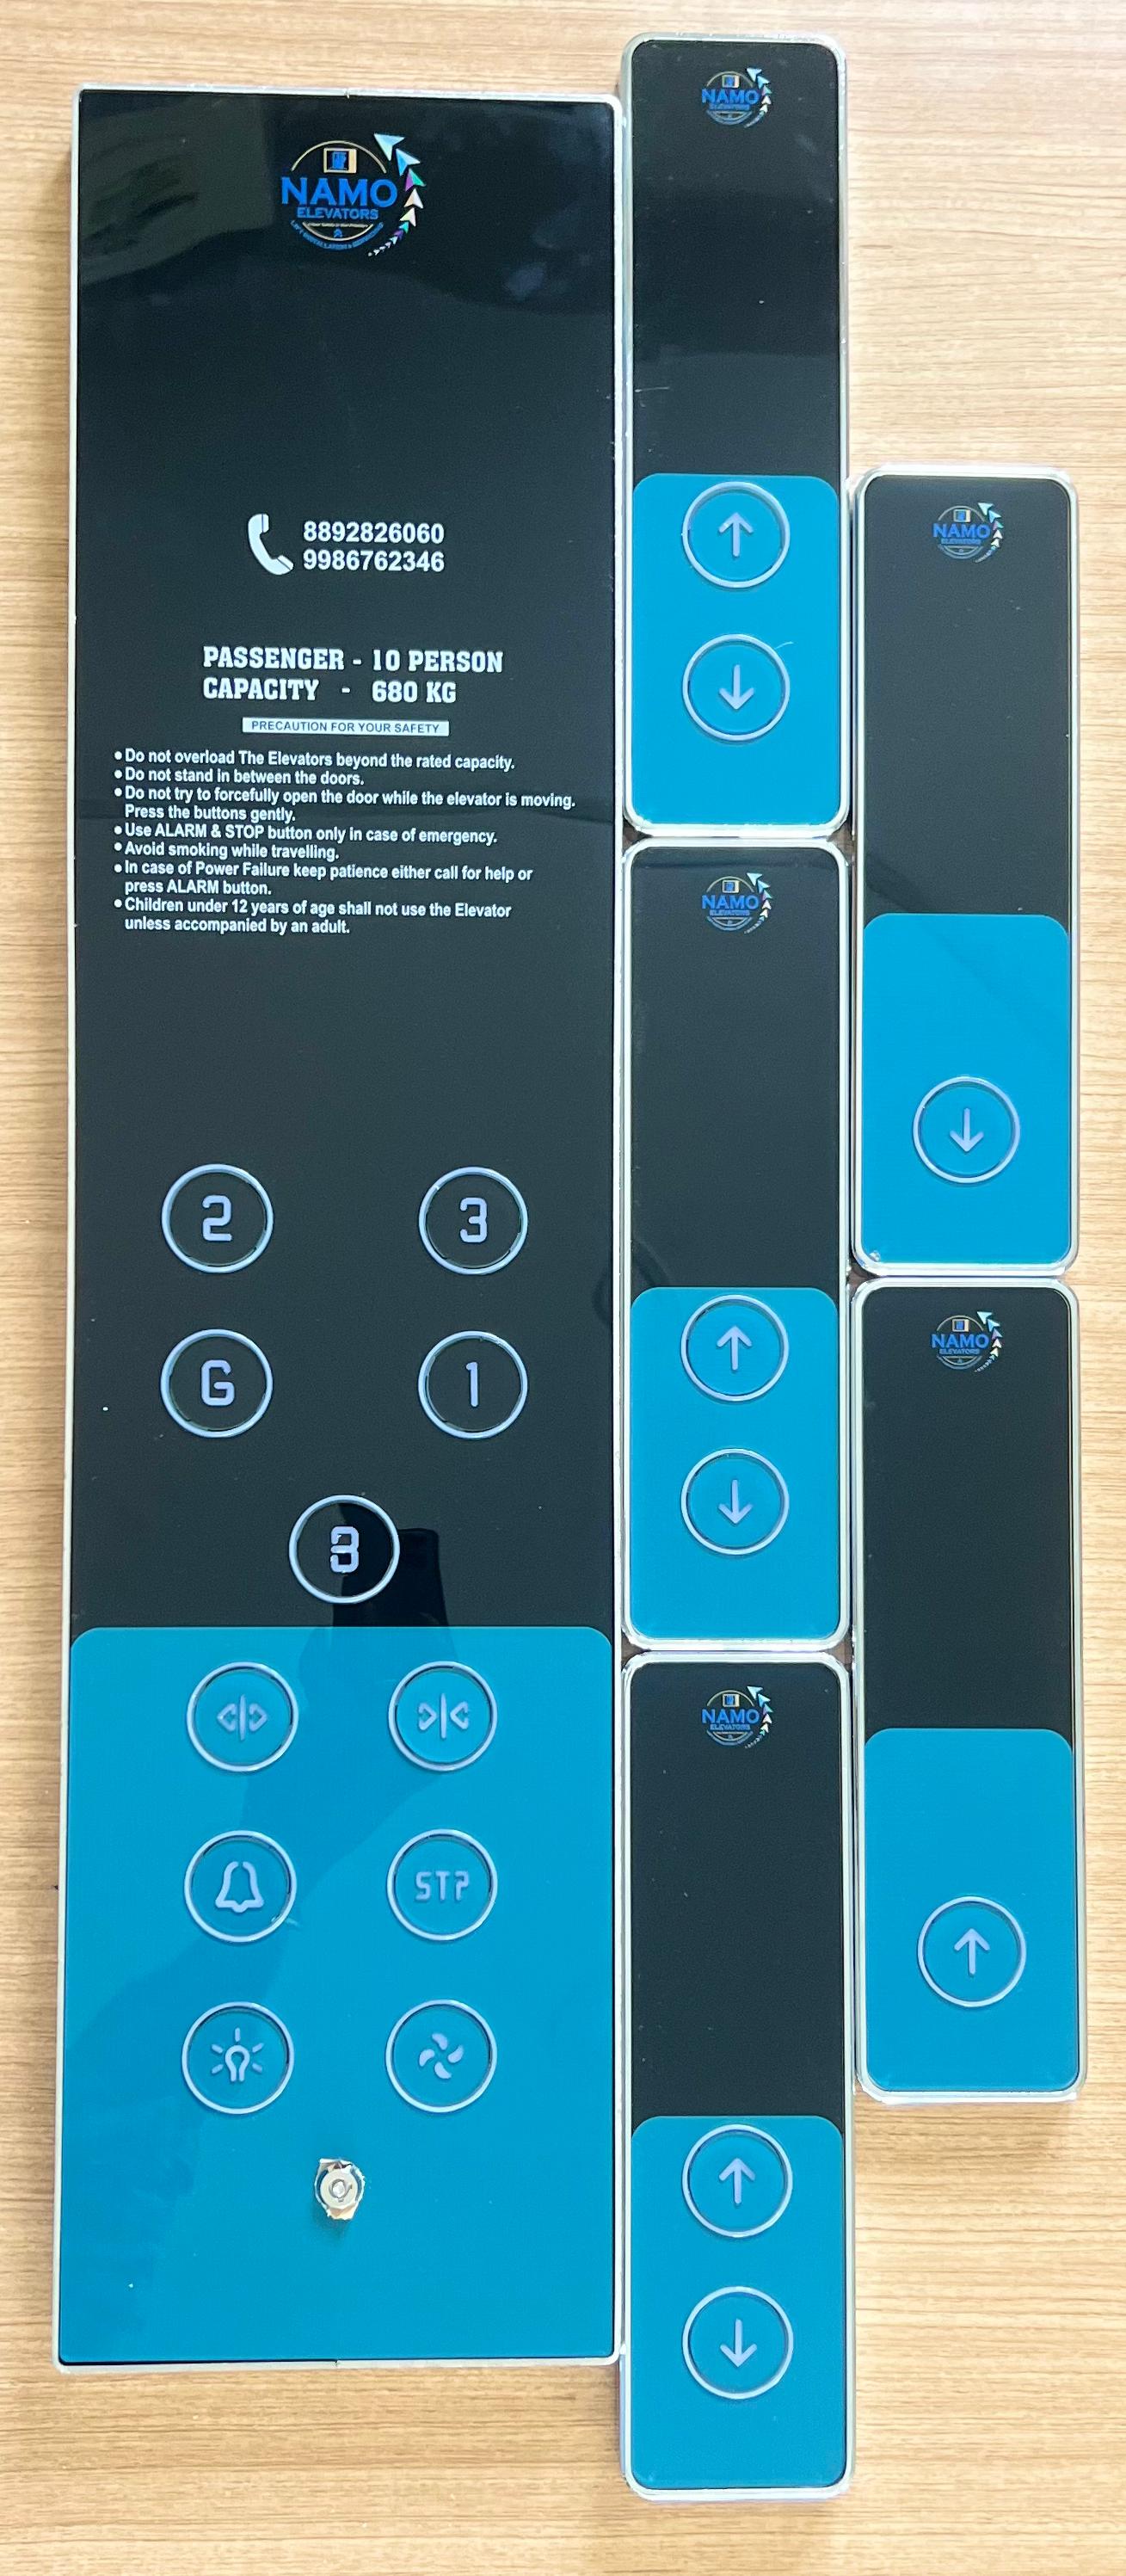 NAMO
ELEVATORS
8892826060
9986762346
PASSENGER - 10 PERSON
CAPACITY - 680 KG
PRECAUTION FOR YOUR SAFETY
• Do not overload The Elevators beyond the rated capacity.
• Do not stand in between the doors.
• Do not try to forcefully open the door while the elevator is moving.
Press the buttons gently.
• Use ALARM & STOP button only in case of emergency.
• Avoid smoking while travelling.
• In case of Power Failure keep patience either call for help or
press ALARM button.
• Children under 12 years of age shall not use the Elevator
unless accompanied by an adult.
2 3
G 1
NAMO
ELEVATORS
NAMO
ELEVATORS
NAMO
ELEVATORS
NAMO
ELEVATORS
NAMO
ELEVATORS